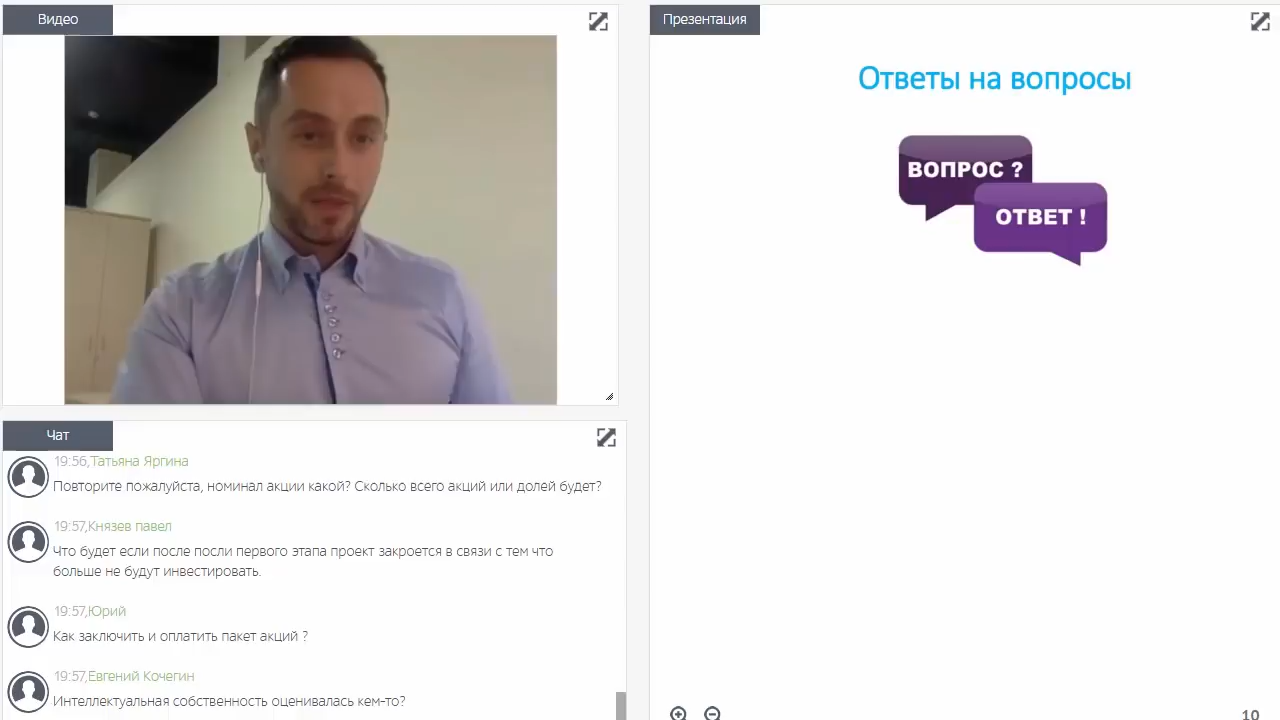 Видео
Презентация
Ответы на вопросы
ВОПРОС ?
ОТВЕТ !
Чат
19:56,Татьяна Яргина
Повторите пожалуйста, номинал акции какой? Сколько всего акций или долей будет?
19:57,Князев павел
Что будет если после посли первого этапа проект закроется в связи с тем что
больше не будут инвестировать.
19:57,Юрий
Как заключить и оплатить пакет акций ?
19:57,Евгений Кочегин
Интеллектуальная собственность оценивалась кем-то?
10